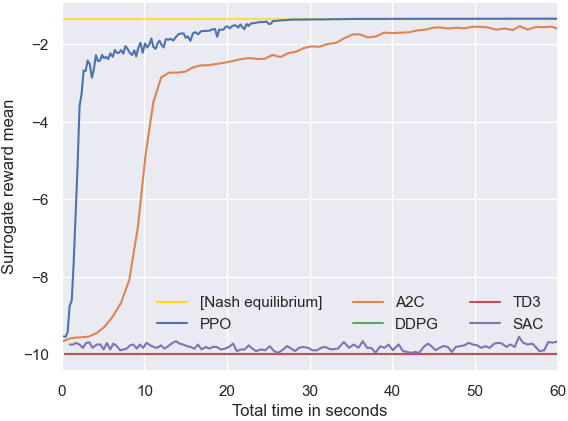 Surrogate reward mean
−2
−4
−6
−8
−10
[Nash equilibrium]
PPO
A2C
DDPG
TD3
SAC
0 10 20 30 40 50 60
Total time in seconds